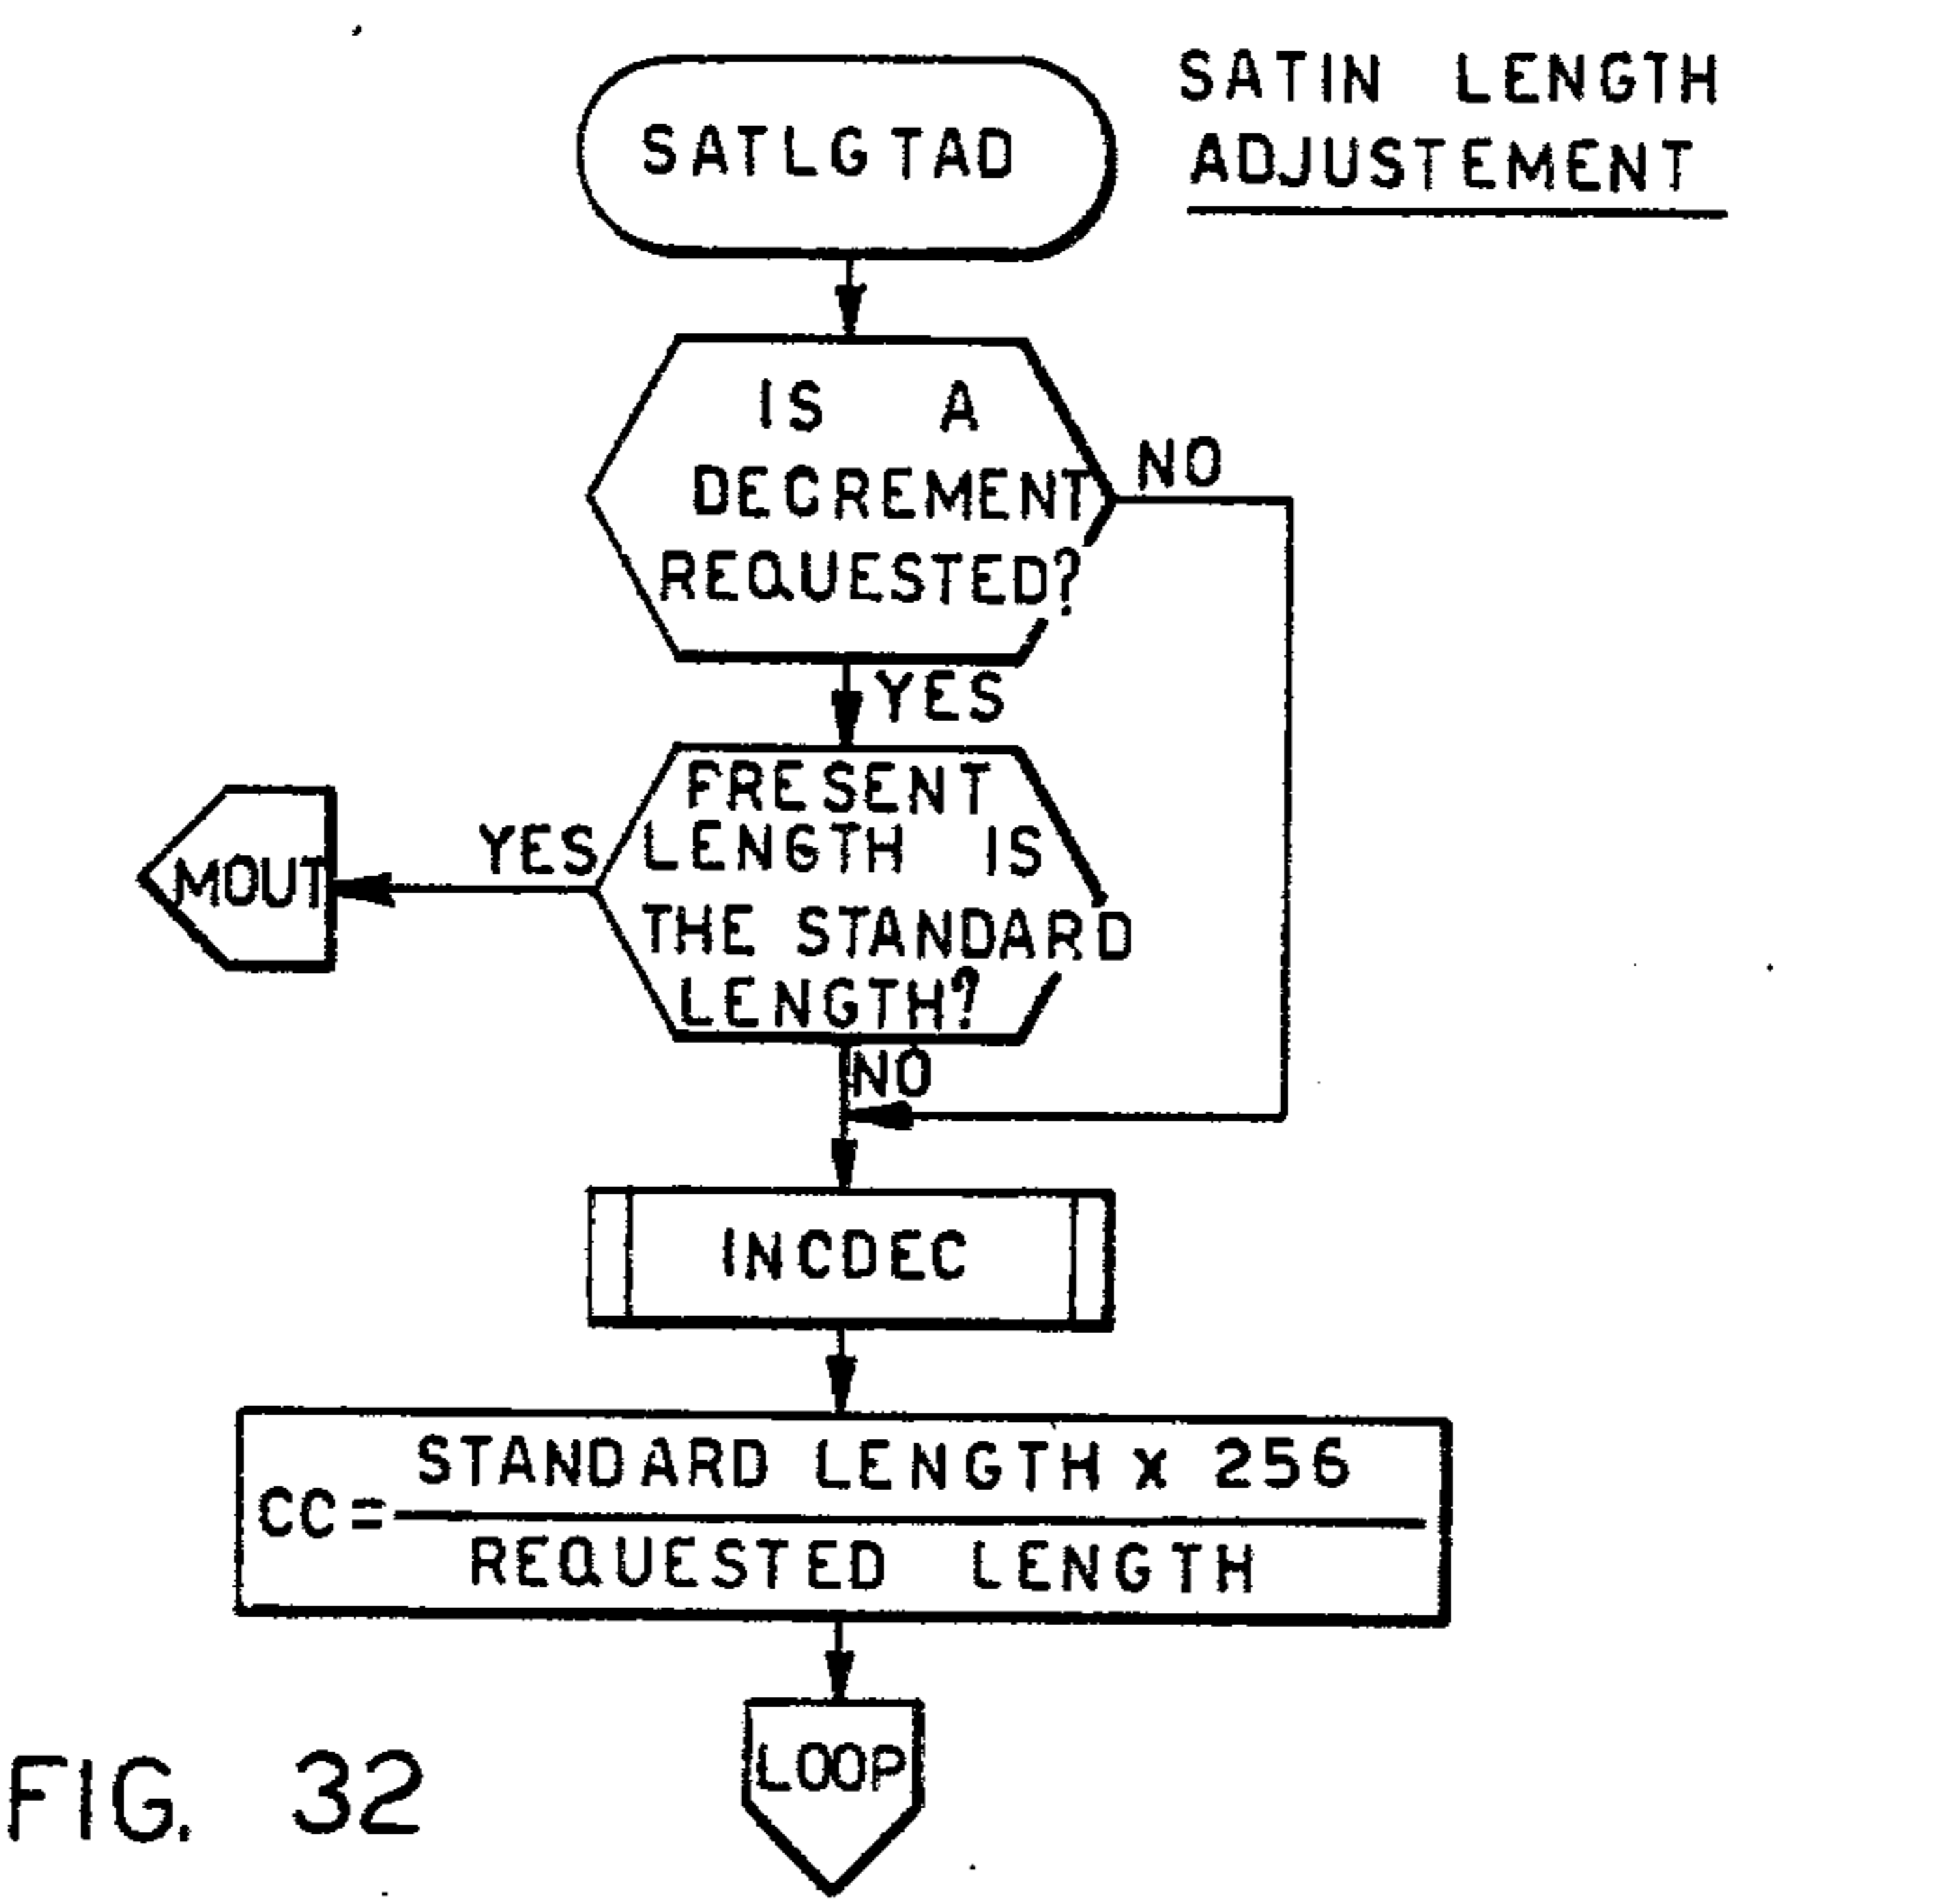 SATLGTAD
SATIN LENGTH
ADJUSTEMENT
IS A
DECREMENT
REQUESTED?
NO
YES
PRESENT
LENGTH IS
THE STANDARD
LENGTH?
YES
MOUT
NO
INCDEC
STANDARD LENGTH x 256
CC =
REQUESTED LENGTH
LOOP
FIG. 32